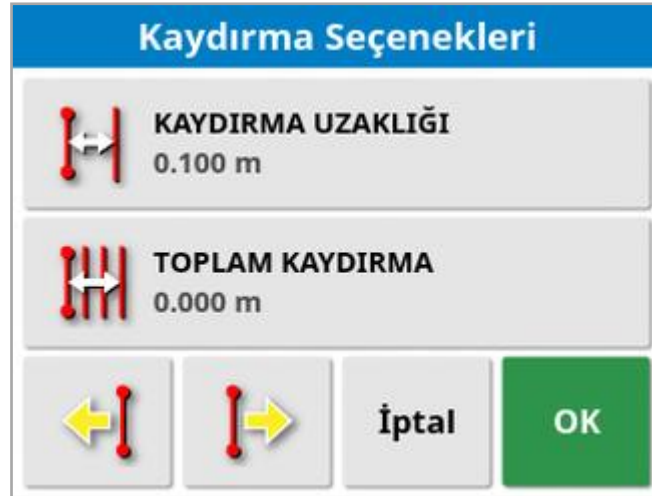 Kaydırma Seçenekleri
KAYDIRMA UZAKLIĞI
0.100 m
TOPLAM KAYDIRMA
0.000 m
İptal
OK